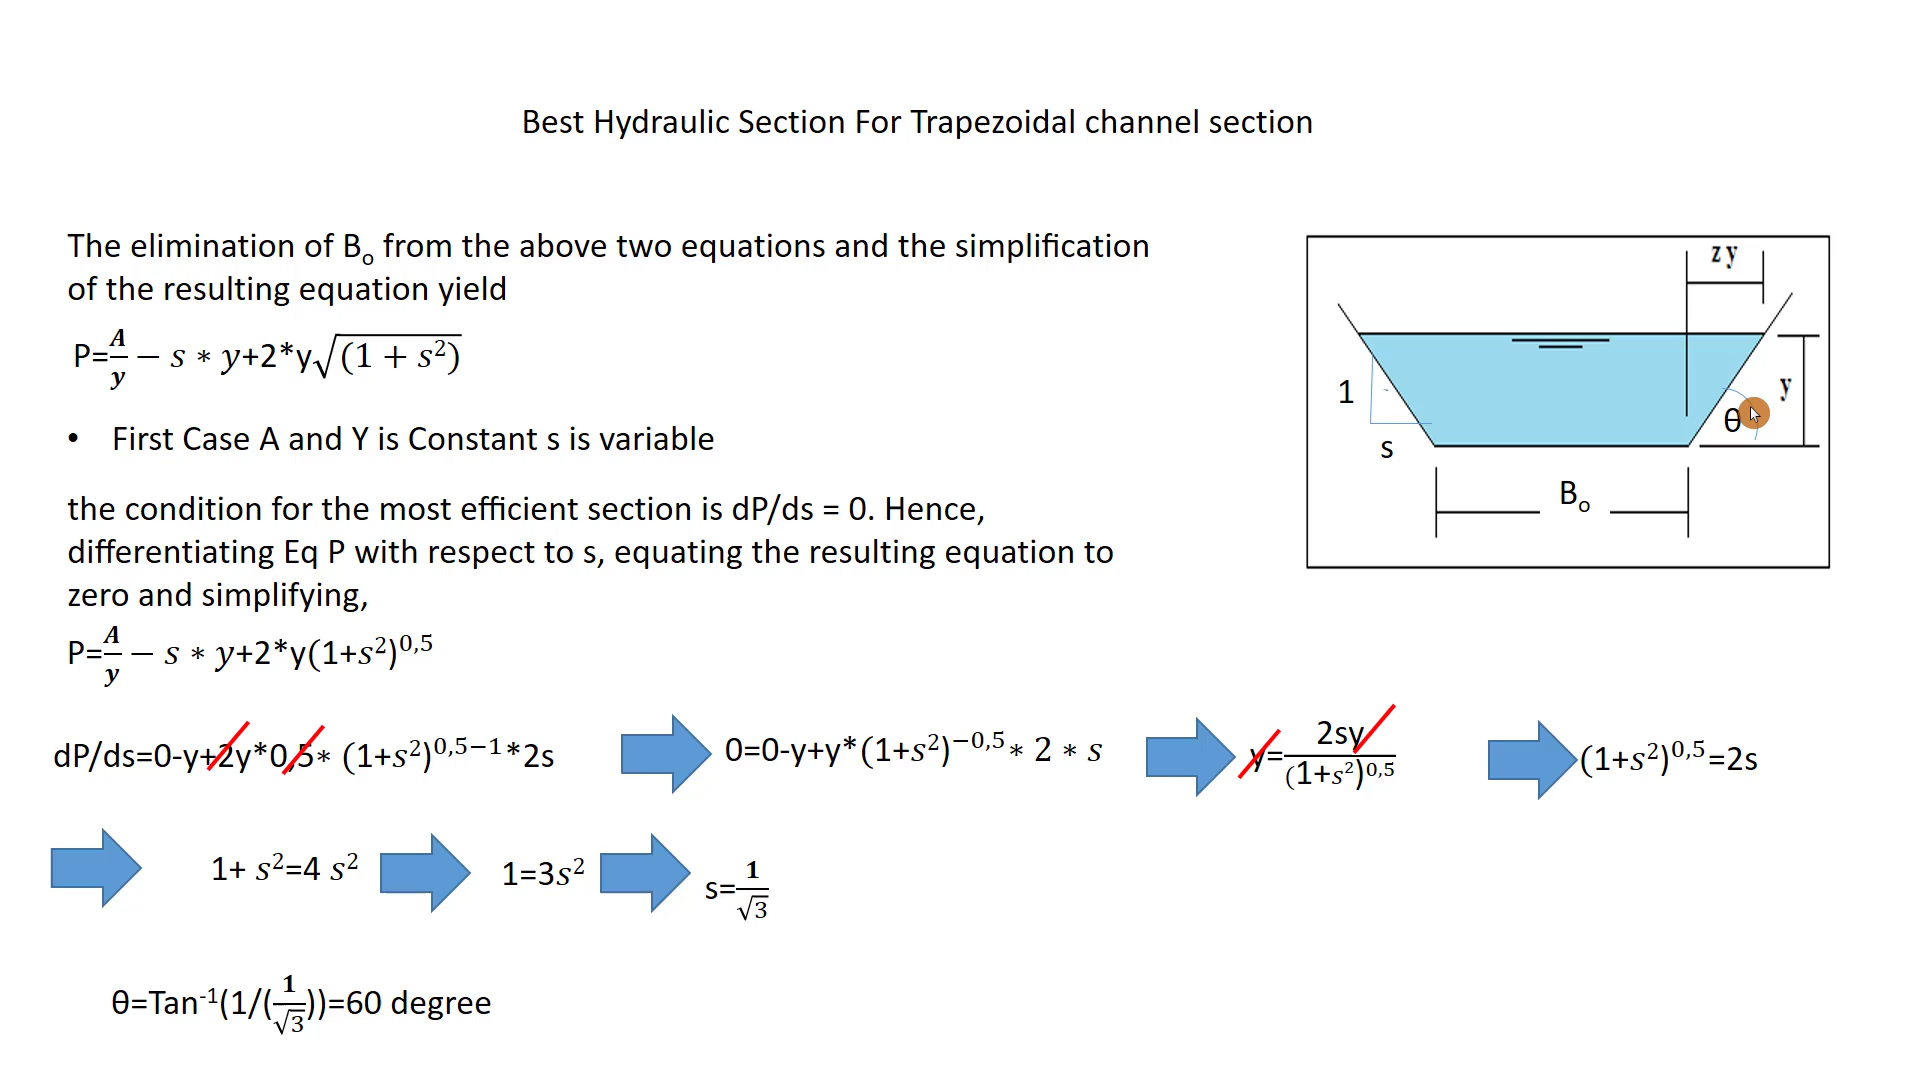 Best Hydraulic Section For Trapezoidal channel section
The elimination of Bₒ from the above two equations and the simplification
of the resulting equation yield
P=A/y − s ∗ y+2*y√(1 + s²)
• First Case A and Y is Constant s is variable
the condition for the most efficient section is dP/ds = 0. Hence,
differentiating Eq P with respect to s, equating the resulting equation to
zero and simplifying,
P=A/y − s ∗ y+2*y(1+s²)^0,5
dP/ds=0-y+2y*0,5∗ (1+s²)^0,5−1*2s
0=0-y+y*(1+s²)^−0,5∗ 2 ∗ s
y=2sy/(1+s²)^0,5
(1+s²)^0,5=2s
1+ s²=4 s²
1=3s²
s=1/√3
θ=Tan⁻¹(1/(1/√3))=60 degree
z y
1
s
y
θ
Bₒ